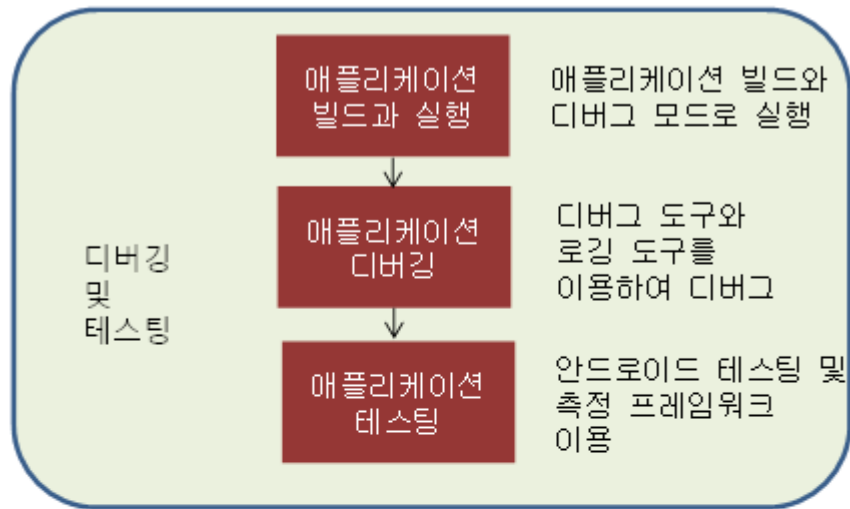 애플리케이션
빌드과 실행
애플리케이션 빌드와
디버그 모드로 실행
디버깅
및
테스팅
애플리케이션
디버깅
디버그 도구와
로깅 도구를
이용하여 디버그
애플리케이션
테스팅
안드로이드 테스팅 및
측정 프레임워크
이용